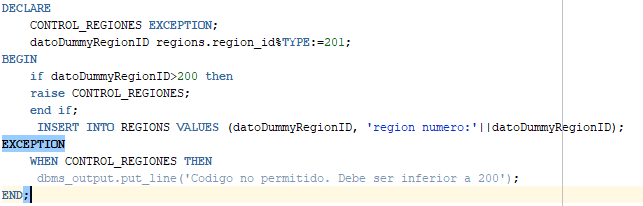 DECLARE
CONTROL_REGIONES EXCEPTION;
datoDummyRegionID regions.region_id%TYPE:=201;
BEGIN
if datoDummyRegionID>200 then
raise CONTROL_REGIONES;
end if;
INSERT INTO REGIONS VALUES (datoDummyRegionID, 'region numero:'||datoDummyRegionID);
EXCEPTION
WHEN CONTROL_REGIONES THEN
dbms_output.put_line('Codigo no permitido. Debe ser inferior a 200');
END;